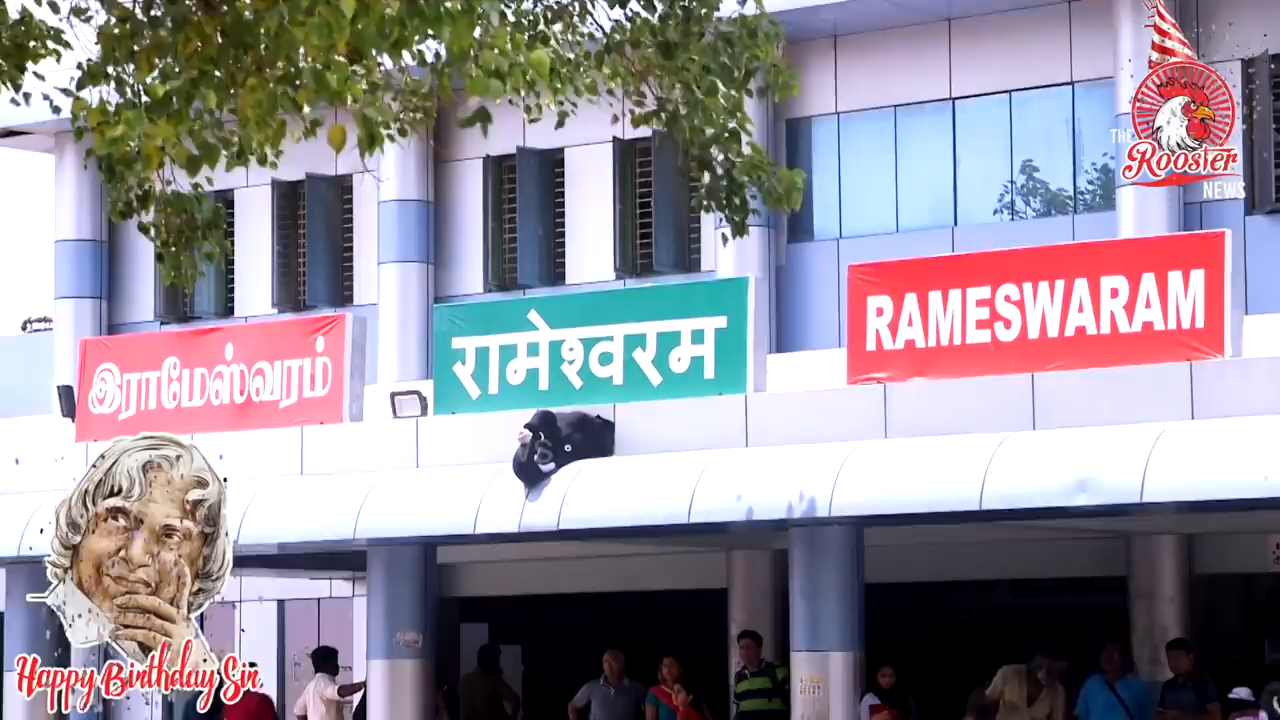 THE
Rooster
NEWS
இராமேஸ்வரம்
रामेश्वरम
RAMESWARAM
Happy Birthday Sir